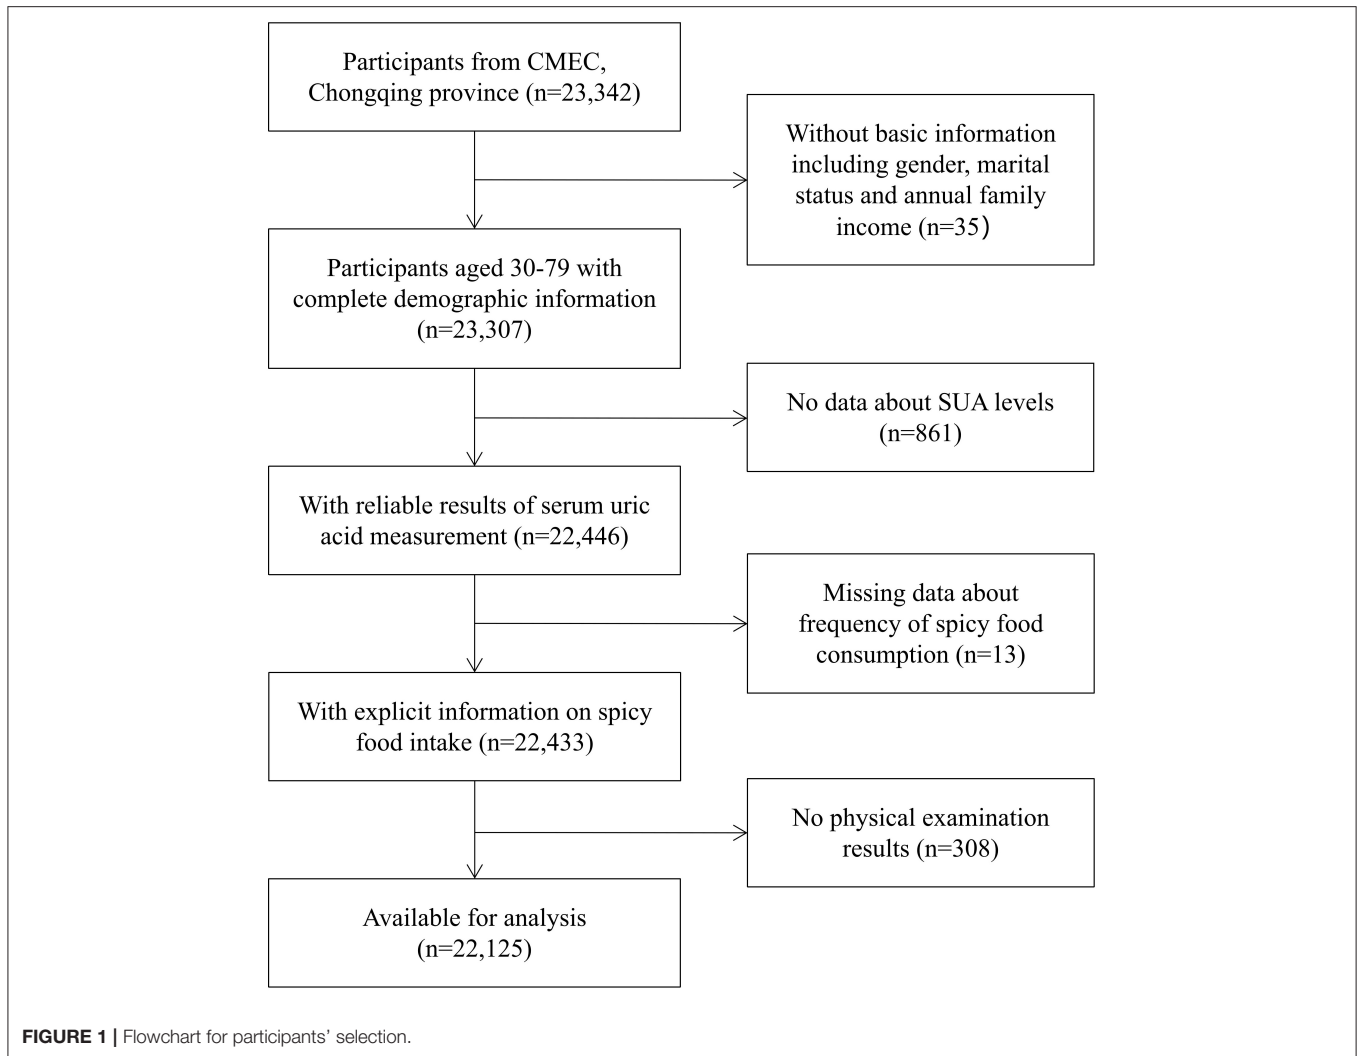 Participants from CMEC,
Chongqing province (n=23,342)
Without basic information
including gender, marital
status and annual family
income (n=35)
Participants aged 30-79 with
complete demographic information
(n=23,307)
No data about SUA levels
(n=861)
With reliable results of serum uric
acid measurement (n=22,446)
Missing data about
frequency of spicy food
consumption (n=13)
With explicit information on spicy
food intake (n=22,433)
No physical examination
results (n=308)
Available for analysis
(n=22,125)
FIGURE 1 | Flowchart for participants’ selection.